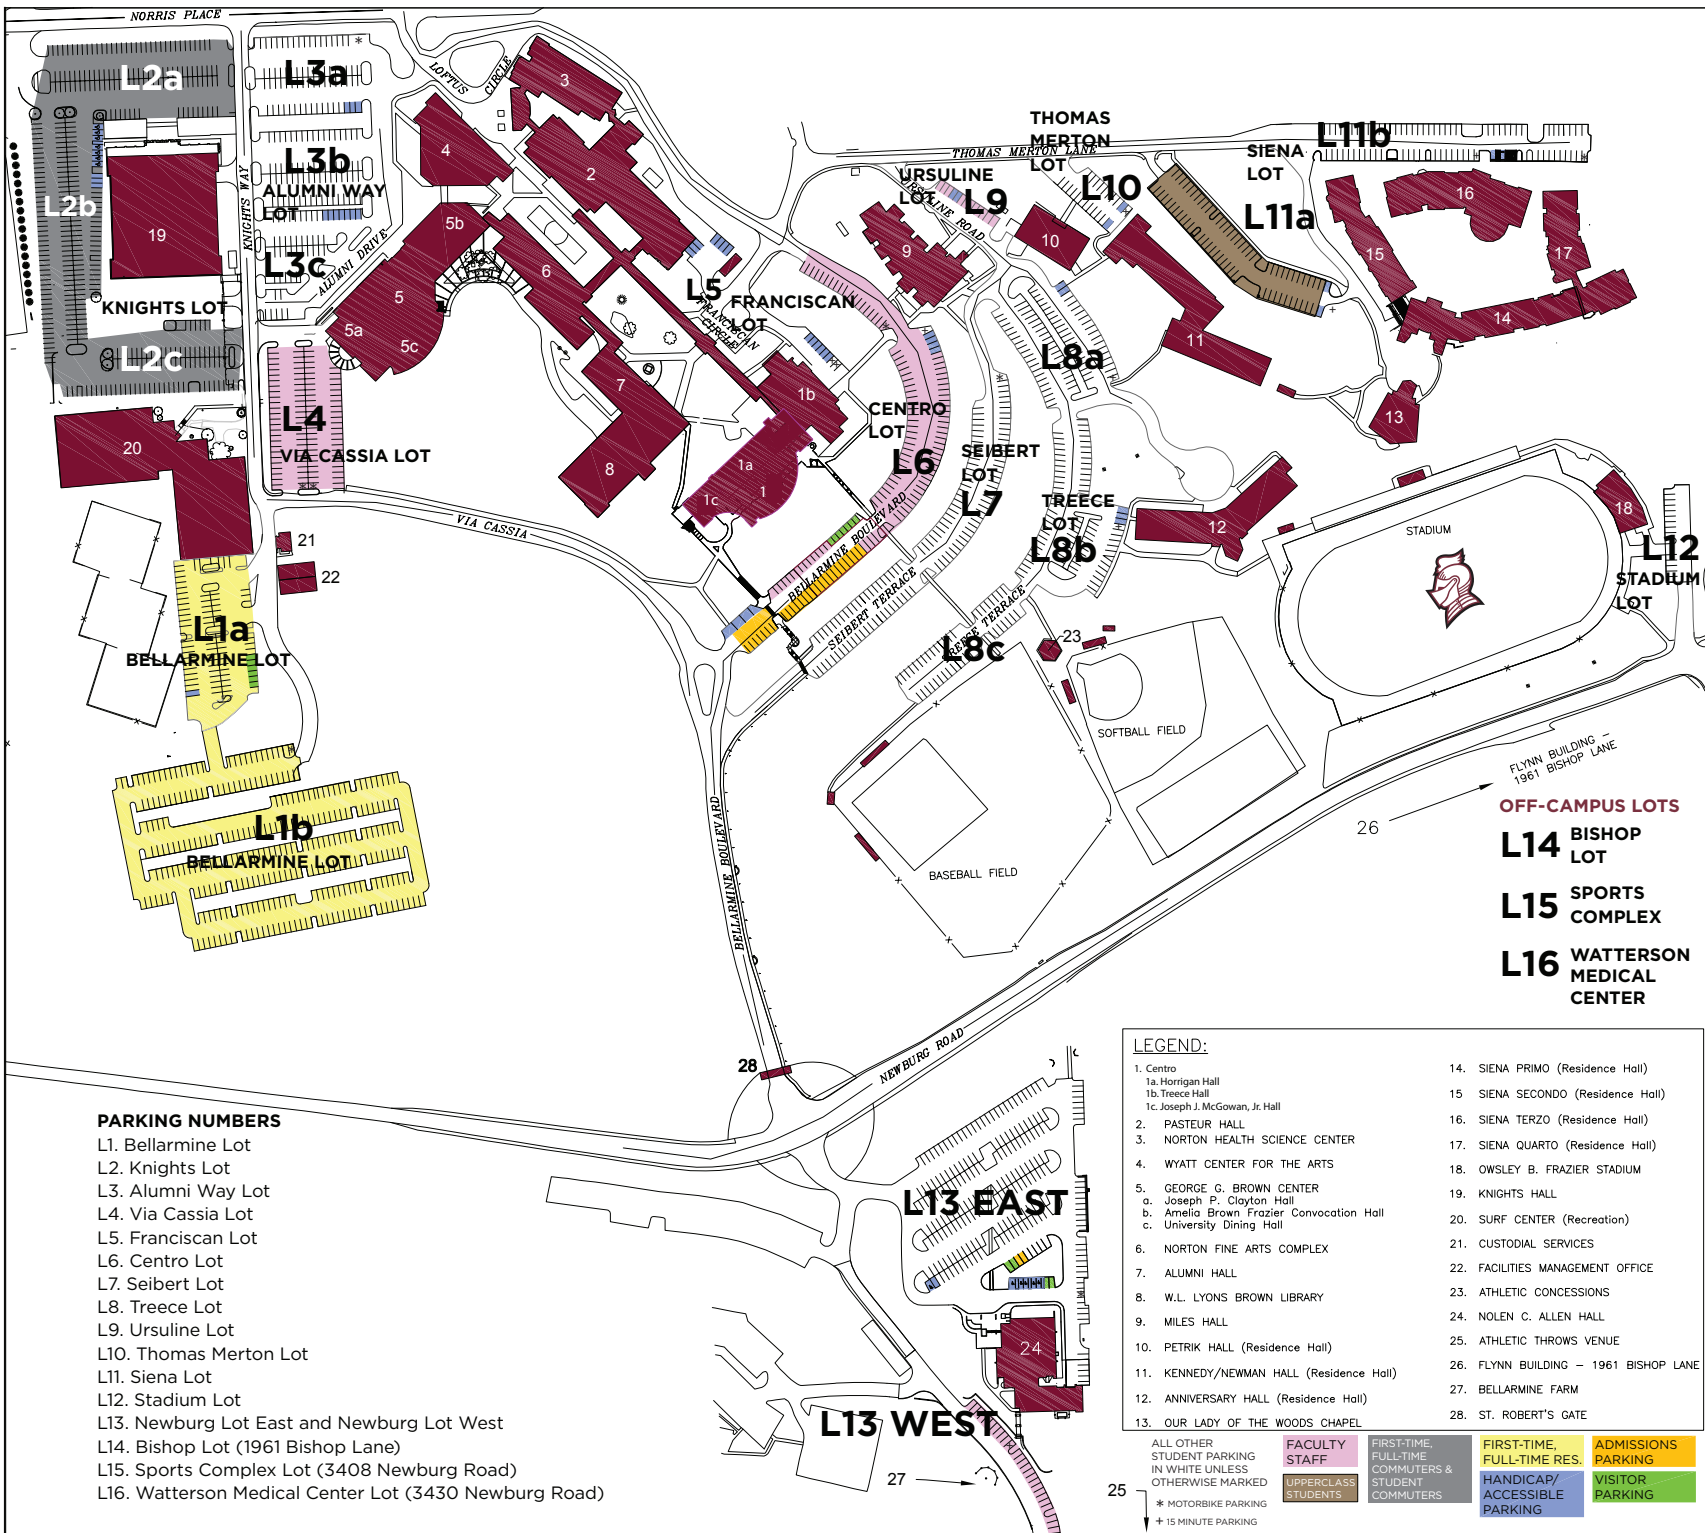 NORRIS PLACE
L2a
L3a
LOFTUS
CIRCLE
3
L2b
L3b
ALUMNI WAY
LOT
KNIGHTS WAY
4
2
19
5b
L3c
ALUMNI DRIVE
6
5
5a
5c
KNIGHTS LOT
L2c
THOMAS MERTON LANE
THOMAS
MERTON
LOT
URSULINE
LOT
URSULINE ROAD
L9
L10
SIENA
LOT
L11b
L11a
16
15
17
14
9
10
11
13
L5
FRANCISCAN
LOT
FRANCISCAN
CIRCLE
L8a
7
1b
CENTRO
LOT
L4
VIA CASSIA LOT
20
8
1a
1
1c
L6
SEIBERT
LOT
L7
TREECE
LOT
L8b
12
STADIUM
18
L12
STADIUM
LOT
VIA CASSIA
BELLARMINE BOULEVARD
SEIBERT TERRACE
TREECE TERRACE
21
22
L1a
BELLARMINE LOT
L8c
23
SOFTBALL FIELD
FLYNN BUILDING –
1961 BISHOP LANE
26
L1b
BELLARMINE LOT
BELLARMINE BOULEVARD
BASEBALL FIELD
OFF-CAMPUS LOTS
L14 BISHOP
LOT
L15 SPORTS
COMPLEX
L16 WATTERSON
MEDICAL
CENTER
NEWBURG ROAD
28
L13 EAST
24
L13 WEST
27
25
PARKING NUMBERS
L1. Bellarmine Lot
L2. Knights Lot
L3. Alumni Way Lot
L4. Via Cassia Lot
L5. Franciscan Lot
L6. Centro Lot
L7. Seibert Lot
L8. Treece Lot
L9. Ursuline Lot
L10. Thomas Merton Lot
L11. Siena Lot
L12. Stadium Lot
L13. Newburg Lot East and Newburg Lot West
L14. Bishop Lot (1961 Bishop Lane)
L15. Sports Complex Lot (3408 Newburg Road)
L16. Watterson Medical Center Lot (3430 Newburg Road)
LEGEND:
1. Centro
1a. Horrigan Hall
1b. Treece Hall
1c. Joseph J. McGowan, Jr. Hall
2. PASTEUR HALL
3. NORTON HEALTH SCIENCE CENTER
4. WYATT CENTER FOR THE ARTS
5. GEORGE G. BROWN CENTER
a. Joseph P. Clayton Hall
b. Amelia Brown Frazier Convocation Hall
c. University Dining Hall
6. NORTON FINE ARTS COMPLEX
7. ALUMNI HALL
8. W.L. LYONS BROWN LIBRARY
9. MILES HALL
10. PETRIK HALL (Residence Hall)
11. KENNEDY/NEWMAN HALL (Residence Hall)
12. ANNIVERSARY HALL (Residence Hall)
13. OUR LADY OF THE WOODS CHAPEL
14. SIENA PRIMO (Residence Hall)
15 SIENA SECONDO (Residence Hall)
16. SIENA TERZO (Residence Hall)
17. SIENA QUARTO (Residence Hall)
18. OWSLEY B. FRAZIER STADIUM
19. KNIGHTS HALL
20. SURF CENTER (Recreation)
21. CUSTODIAL SERVICES
22. FACILITIES MANAGEMENT OFFICE
23. ATHLETIC CONCESSIONS
24. NOLEN C. ALLEN HALL
25. ATHLETIC THROWS VENUE
26. FLYNN BUILDING – 1961 BISHOP LANE
27. BELLARMINE FARM
28. ST. ROBERT'S GATE
ALL OTHER
STUDENT PARKING
IN WHITE UNLESS
OTHERWISE MARKED
* MOTORBIKE PARKING
+ 15 MINUTE PARKING
FACULTY
STAFF
UPPERCLASS
STUDENTS
FIRST-TIME,
FULL-TIME
COMMUTERS &
STUDENT
COMMUTERS
FIRST-TIME,
FULL-TIME RES.
HANDICAP/
ACCESSIBLE
PARKING
ADMISSIONS
PARKING
VISITOR
PARKING